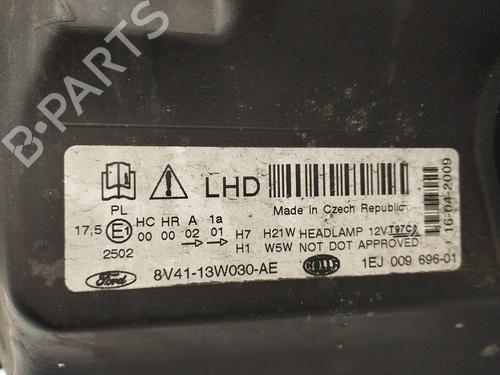 B-PARTS
LHD
Made in Czech Republic
16-04-2009
PL
17,5 E1 HC HR A 1a
00 00 02 01 H7 H21W HEADLAMP 12V T97C
2502 H1 W5W NOT DOT APPROVED
Ford 8V41-13W030-AE HELLA 1EJ 009 696-01